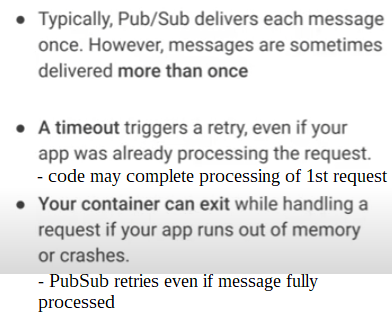 • Typically, Pub/Sub delivers each message
once. However, messages are sometimes
delivered more than once
• A timeout triggers a retry, even if your
app was already processing the request.
- code may complete processing of 1st request
• Your container can exit while handling a
request if your app runs out of memory
or crashes.
- PubSub retries even if message fully
processed